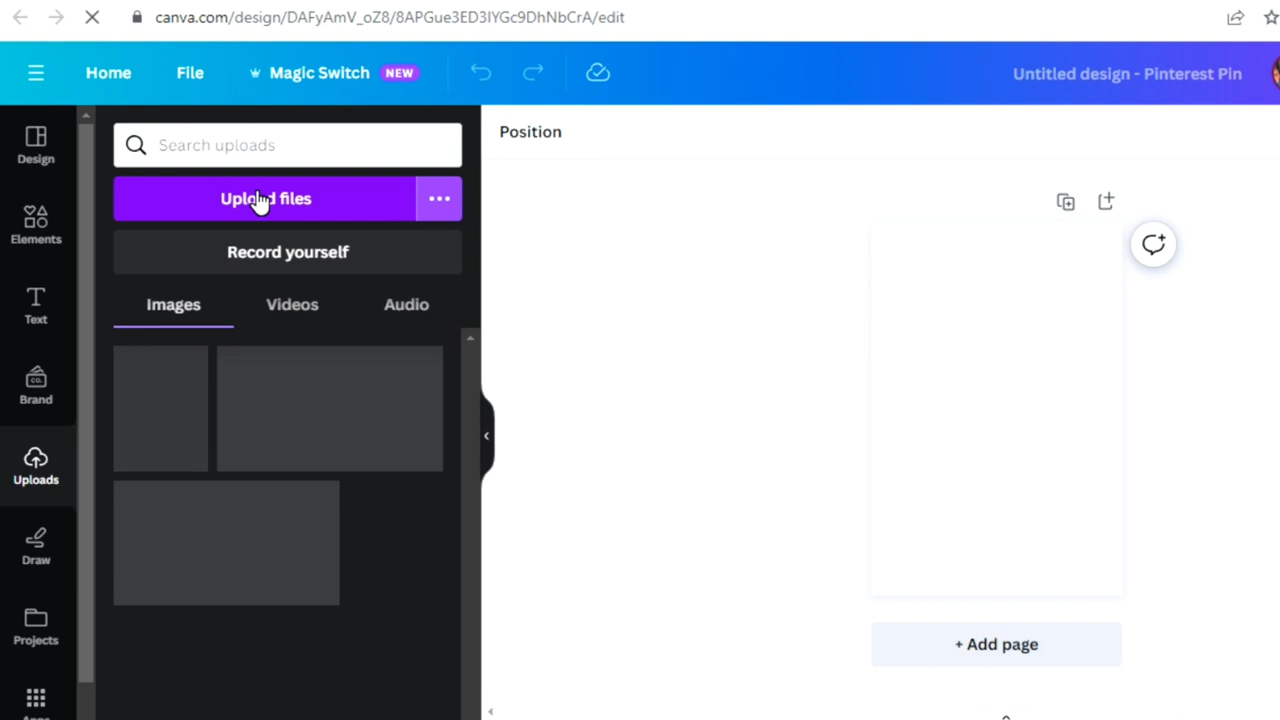 canva.com/design/DAFyAmV_oZ8/8APGue3ED3IYGc9DhNbCrA/edit
Home File Magic Switch NEW Untitled design - Pinterest Pin
Design
Elements
Text
Brand
Uploads
Draw
Projects
Apps
Search uploads
Upload files
Record yourself
Images Videos Audio
Position
+ Add page